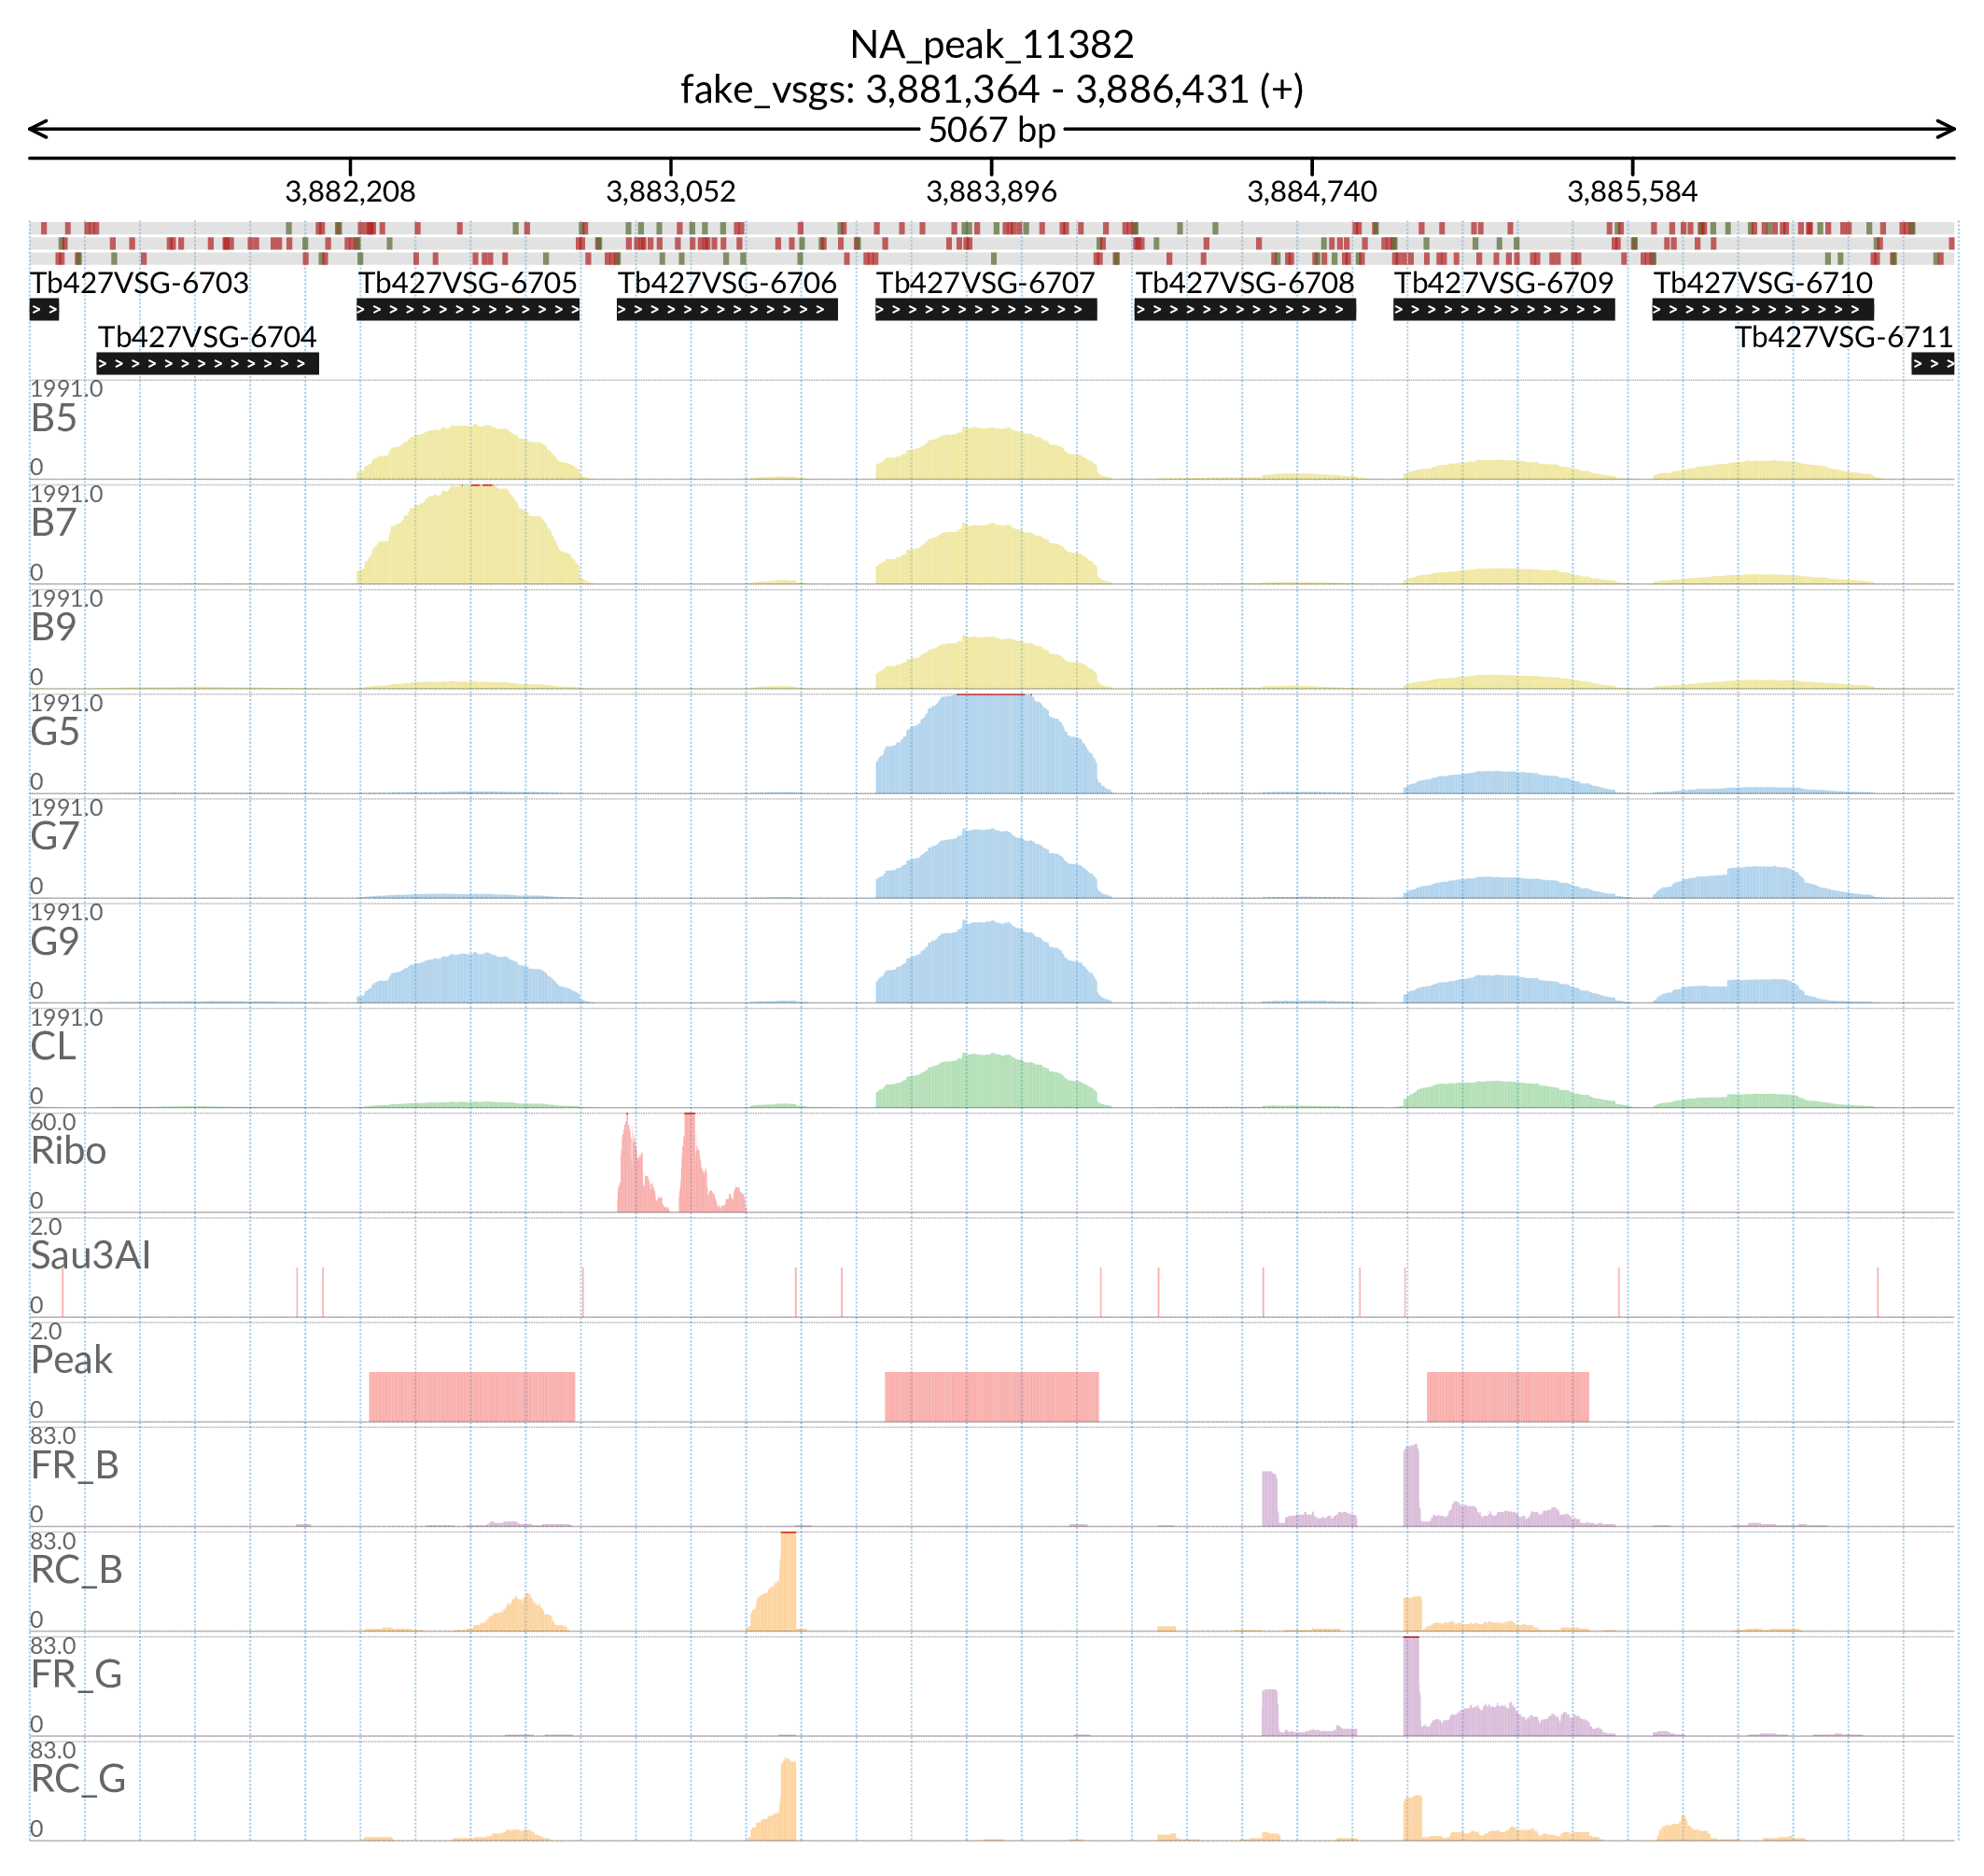 NA_peak_11382
fake_vsgs: 3,881,364 - 3,886,431 (+)
5067 bp
3,882,208 3,883,052 3,883,896 3,884,740 3,885,584
Tb427VSG-6703 Tb427VSG-6705 Tb427VSG-6706 Tb427VSG-6707 Tb427VSG-6708 Tb427VSG-6709 Tb427VSG-6710
Tb427VSG-6704 Tb427VSG-6711
1991.0
B5
0
1991.0
B7
0
1991.0
B9
0
1991.0
G5
0
1991.0
G7
0
1991.0
G9
0
1991.0
CL
0
60.0
Ribo
0
2.0
Sau3AI
0
2.0
Peak
0
83.0
FR_B
0
83.0
RC_B
0
83.0
FR_G
0
83.0
RC_G
0